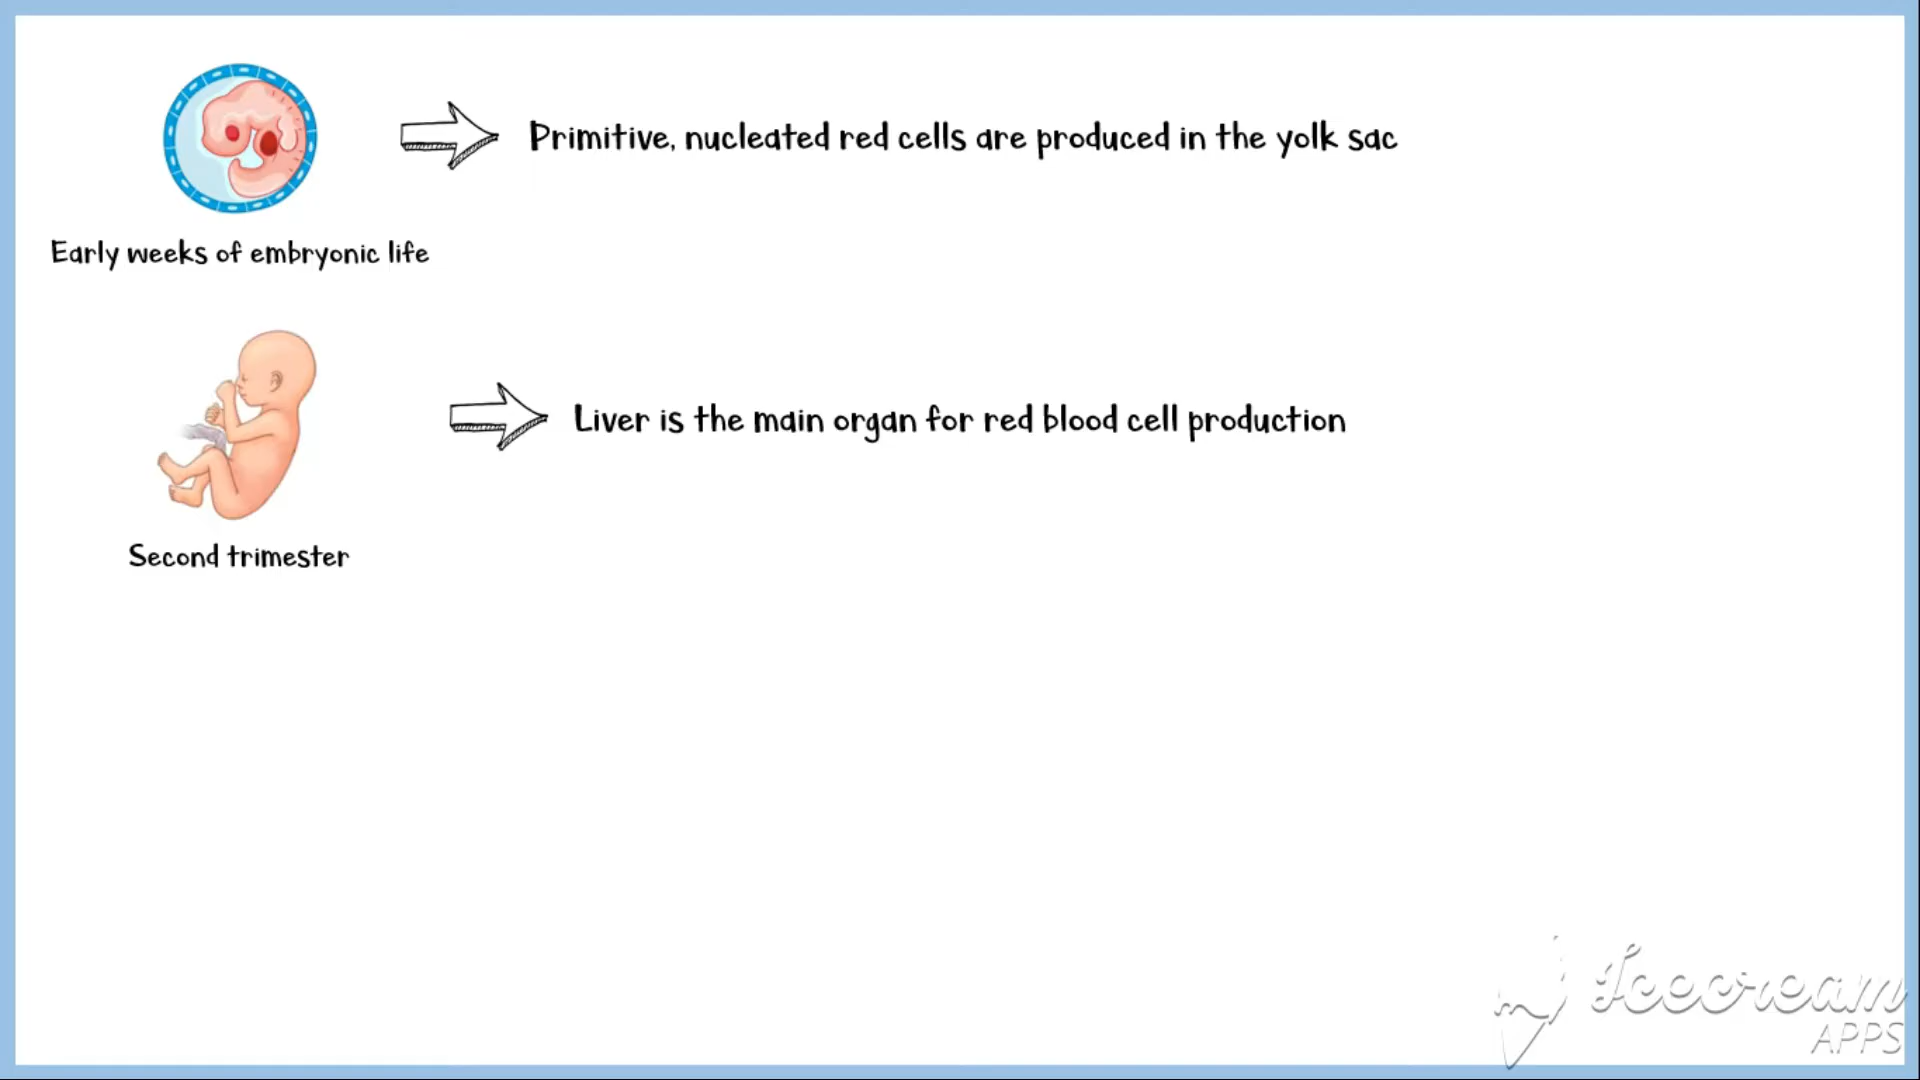 Primitive, nucleated red cells are produced in the yolk sac
Early weeks of embryonic life
Liver is the main organ for red blood cell production
Second trimester
Icecream
APPS